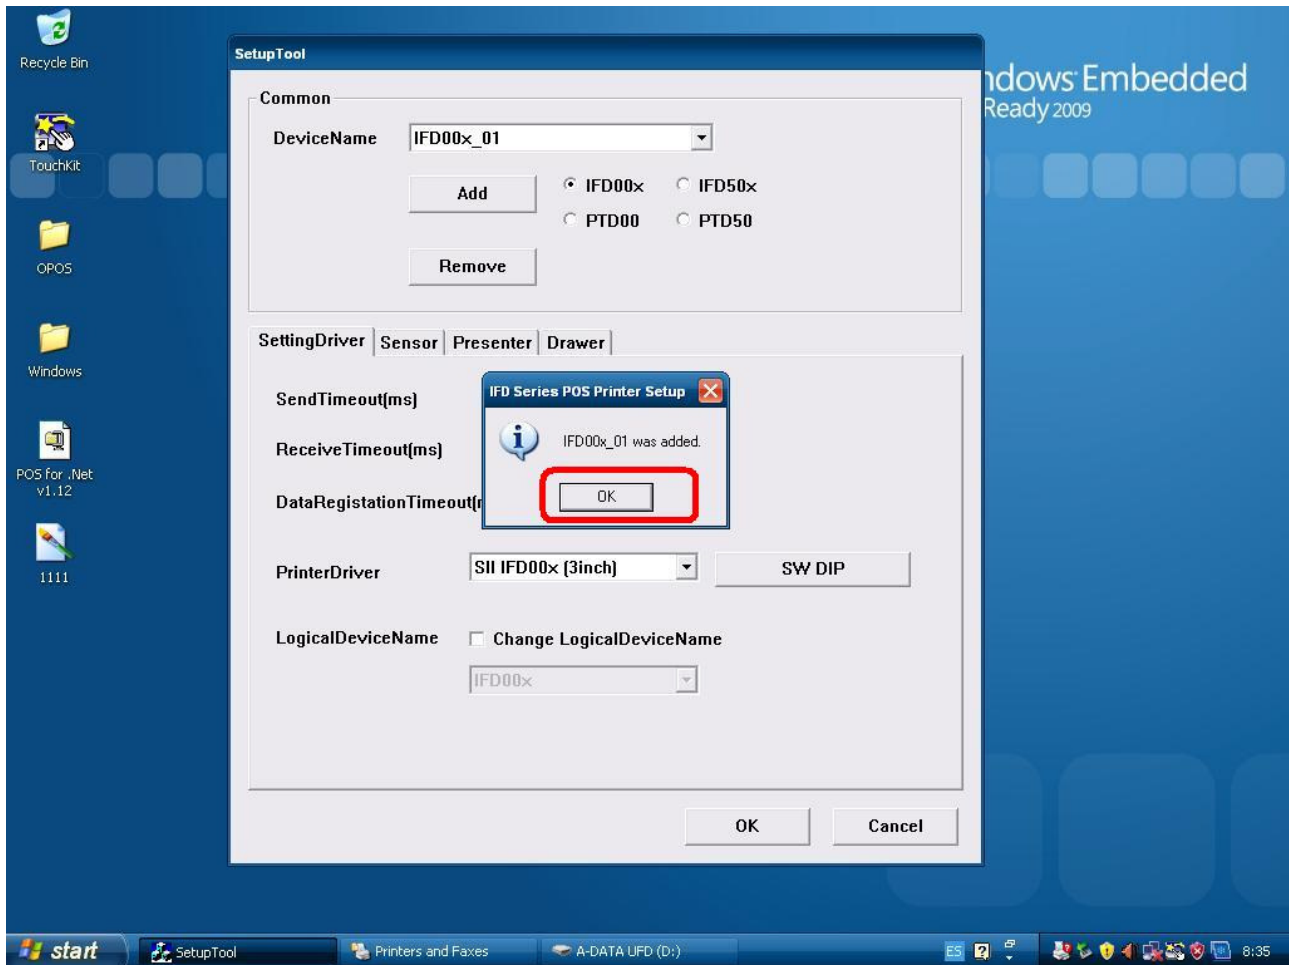 Recycle Bin
TouchKit
OPOS
Windows
POS for .Net
v1.12
1111
ndows Embedded
Ready 2009
SetupTool
Common
DeviceName
IFD00x_01
Add
IFD00x
IFD50x
PTD00
PTD50
Remove
SettingDriver
Sensor
Presenter
Drawer
SendTimeout(ms)
ReceiveTimeout(ms)
DataRegistationTimeout(
IFD Series POS Printer Setup
IFD00x_01 was added.
OK
PrinterDriver
SII IFD00x (3inch)
SW DIP
LogicalDeviceName
Change LogicalDeviceName
IFD00x
OK
Cancel
start
SetupTool
Printers and Faxes
A-DATA UFD (D:)
ES
8:35